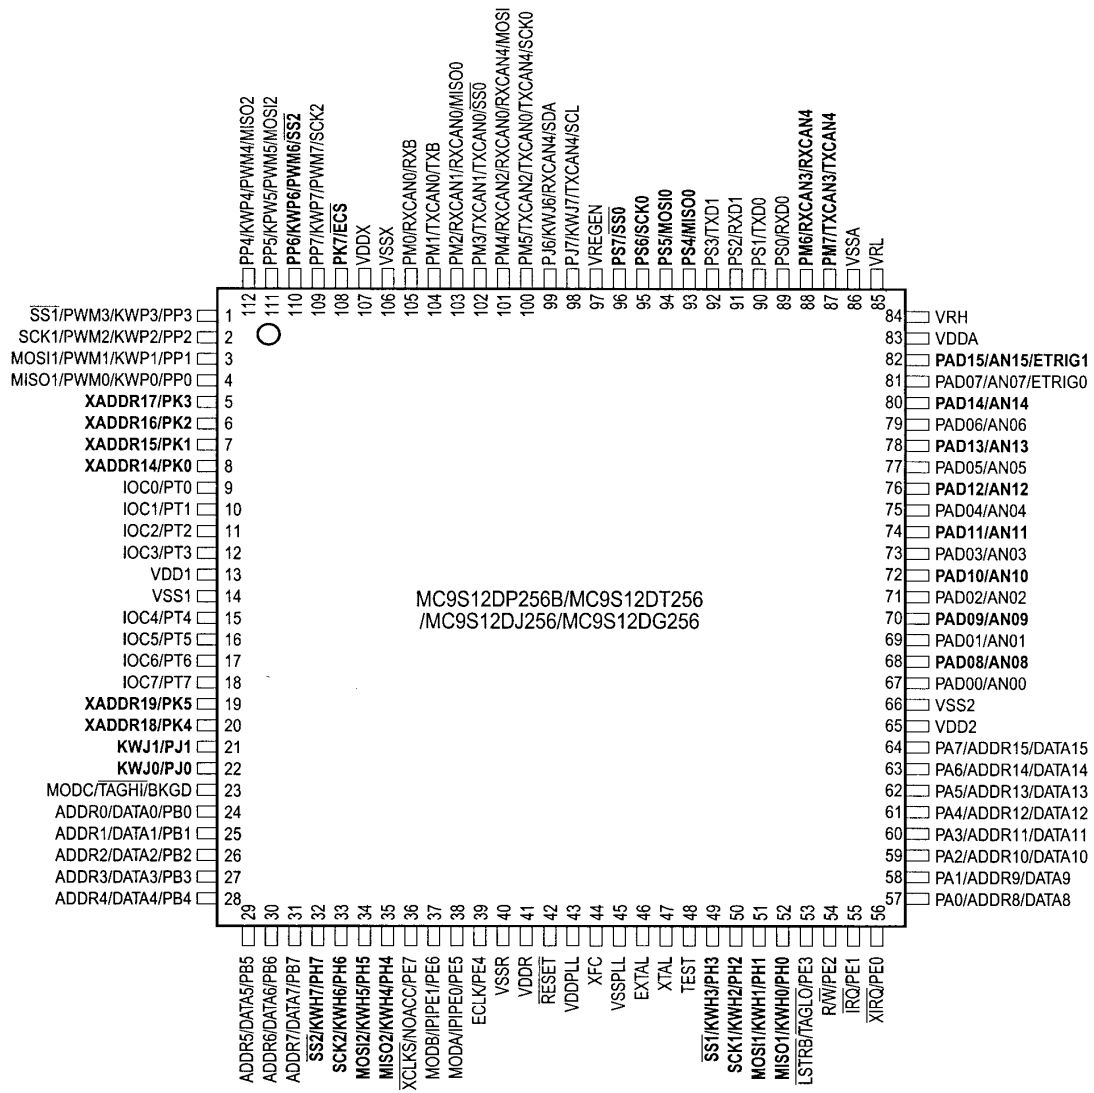 PP4/KWP4/PWM4/MISO2
PP5/KPW5/PWM5/MOSI2
PP6/KWP6/PWM6/SS2
PP7/KWP7/PWM7/SCK2
PK7/ECS
VDDX
VSSX
PM0/RXCAN0/RXB
PM1/TXCAN0/TXB
PM2/RXCAN1/RXCAN0/MISO0
PM3/TXCAN1/TXCAN0/SS0
PM4/RXCAN2/RXCAN0/RXCAN4/MOSI
PM5/TXCAN2/TXCAN0/TXCAN4/SCK0
PJ6/KWJ6/RXCAN4/SDA
PJ7/KWJ7/TXCAN4/SCL
VREGEN
PS7/SS0
PS6/SCK0
PS5/MOSI0
PS4/MISO0
PS3/TXD1
PS2/RXD1
PS1/TXD0
PS0/RXD0
PM6/RXCAN3/RXCAN4
PM7/TXCAN3/TXCAN4
VSSA
VRL
112
111
110
109
108
107
106
105
104
103
102
101
100
99
98
97
96
95
94
93
92
91
90
89
88
87
86
85
SS1/PWM3/KWP3/PP3 1
SCK1/PWM2/KWP2/PP2 2
MOSI1/PWM1/KWP1/PP1 3
MISO1/PWM0/KWP0/PP0 4
XADDR17/PK3 5
XADDR16/PK2 6
XADDR15/PK1 7
XADDR14/PK0 8
IOC0/PT0 9
IOC1/PT1 10
IOC2/PT2 11
IOC3/PT3 12
VDD1 13
VSS1 14
IOC4/PT4 15
IOC5/PT5 16
IOC6/PT6 17
IOC7/PT7 18
XADDR19/PK5 19
XADDR18/PK4 20
KWJ1/PJ1 21
KWJ0/PJ0 22
MODC/TAGHI/BKGD 23
ADDR0/DATA0/PB0 24
ADDR1/DATA1/PB1 25
ADDR2/DATA2/PB2 26
ADDR3/DATA3/PB3 27
ADDR4/DATA4/PB4 28
MC9S12DP256B/MC9S12DT256
/MC9S12DJ256/MC9S12DG256
84 VRH
83 VDDA
82 PAD15/AN15/ETRIG1
81 PAD07/AN07/ETRIG0
80 PAD14/AN14
79 PAD06/AN06
78 PAD13/AN13
77 PAD05/AN05
76 PAD12/AN12
75 PAD04/AN04
74 PAD11/AN11
73 PAD03/AN03
72 PAD10/AN10
71 PAD02/AN02
70 PAD09/AN09
69 PAD01/AN01
68 PAD08/AN08
67 PAD00/AN00
66 VSS2
65 VDD2
64 PA7/ADDR15/DATA15
63 PA6/ADDR14/DATA14
62 PA5/ADDR13/DATA13
61 PA4/ADDR12/DATA12
60 PA3/ADDR11/DATA11
59 PA2/ADDR10/DATA10
58 PA1/ADDR9/DATA9
57 PA0/ADDR8/DATA8
29
30
31
32
33
34
35
36
37
38
39
40
41
42
43
44
45
46
47
48
49
50
51
52
53
54
55
56
ADDR5/DATA5/PB5
ADDR6/DATA6/PB6
ADDR7/DATA7/PB7
SS2/KWH7/PH7
SCK2/KWH6/PH6
MOSI2/KWH5/PH5
MISO2/KWH4/PH4
XCLKS/NOACC/PE7
MODB/IPIPE1/PE6
MODA/IPIPE0/PE5
ECLK/PE4
VSSR
VDDR
RESET
VDDPLL
XFC
VSSPLL
EXTAL
XTAL
TEST
SS1/KWH3/PH3
SCK1/KWH2/PH2
MOSI1/KWH1/PH1
MISO1/KWH0/PH0
LSTRB/TAGLO/PE3
R/W/PE2
IRQ/PE1
XIRQ/PE0